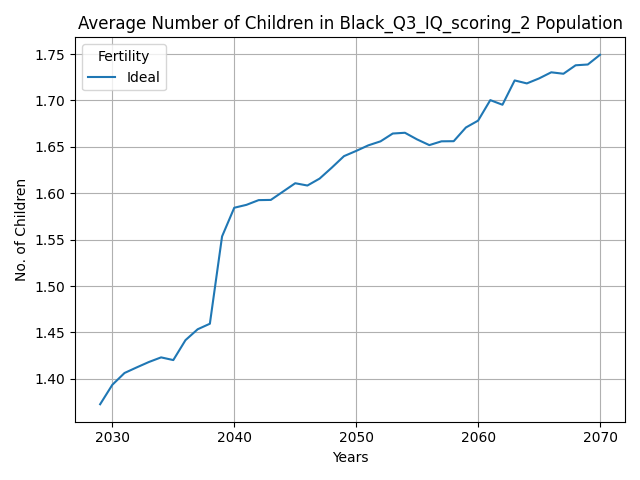 Average Number of Children in Black_Q3_IQ_scoring_2 Population
Fertility
Ideal
No. of Children
1.75
1.70
1.65
1.60
1.55
1.50
1.45
1.40
2030 2040 2050 2060 2070
Years